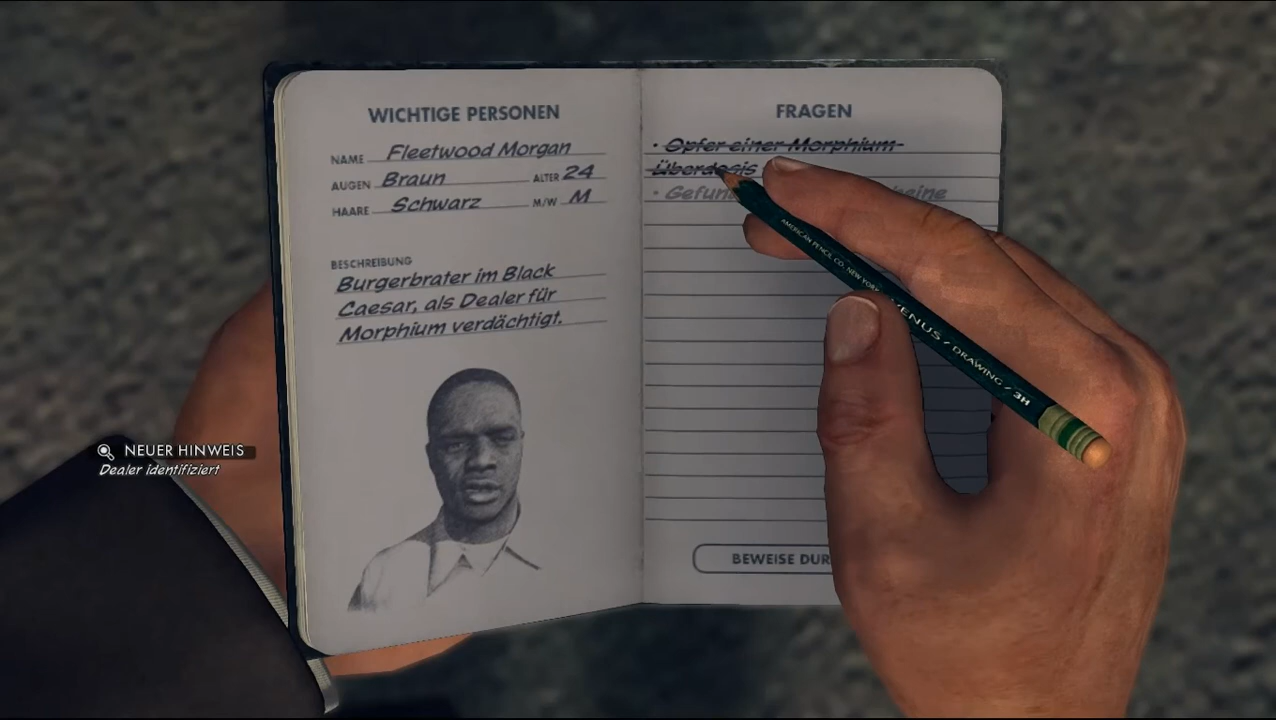 WICHTIGE PERSONEN
NAME Fleetwood Morgan
AUGEN Braun ALTER 24
HAARE Schwarz M/W M
BESCHREIBUNG
Burgerbrater im Black
Caesar, als Dealer für
Morphium verdächtigt.
FRAGEN
· Opfer einer Morphium-
Überdosis
BEWEISE
AMERICAN PENCIL CO. NEW YORK VENUS / DRAWING / 3H
NEUER HINWEIS
Dealer identifiziert